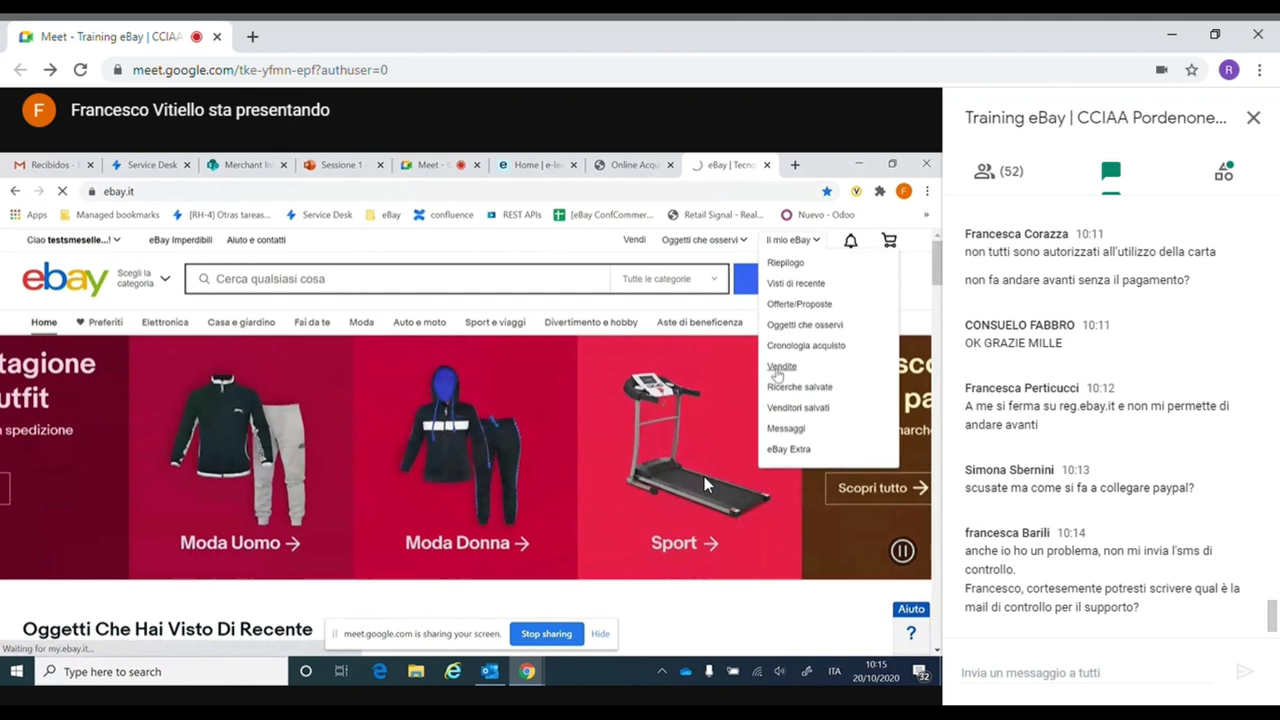 Meet - Training eBay | CCIAA
meet.google.com/tke-yfmn-epf?authuser=0
R
F
Francesco Vitiello sta presentando
Recibidos -
Service Desk
Merchant In
Sessione 1 -
Meet - t
Home | e-le
Online Acqu
eBay | Tecno
ebay.it
F
Apps
Managed bookmarks
[RH-4] Otras tareas...
Service Desk
eBay
confluence
REST APIs
[eBay ConfCommer...
Retail Signal - Real...
Nuevo - Odoo
»
Ciao testsmeselle...!
eBay Imperdibili
Aiuto e contatti
Vendi
Oggetti che osservi
Il mio eBay
ebay
Scegli la
categoria
Cerca qualsiasi cosa
Tutte le categorie
Riepilogo
Visti di recente
Offerte/Proposte
Oggetti che osservi
Cronologia acquisto
Vendite
Ricerche salvate
Venditori salvati
Messaggi
eBay Extra
Home
Preferiti
Elettronica
Casa e giardino
Fai da te
Moda
Auto e moto
Sport e viaggi
Divertimento e hobby
Aste di beneficenza
tagione
utfit
n spedizione
Moda Uomo →
Moda Donna →
Sport →
Scopri tutto →
Oggetti Che Hai Visto Di Recente
meet.google.com is sharing your screen.
Stop sharing
Hide
Aiuto
?
Waiting for my.ebay.it...
Type here to search
ITA
10:15
20/10/2020
32
Training eBay | CCIAA Pordenone...
(52)
Francesca Corazza 10:11
non tutti sono autorizzati all'utilizzo della carta
non fa andare avanti senza il pagamento?
CONSUELO FABBRO 10:11
OK GRAZIE MILLE
Francesca Perticucci 10:12
A me si ferma su reg.ebay.it e non mi permette di
andare avanti
Simona Sbernini 10:13
scusate ma come si fa a collegare paypal?
francesca Barili 10:14
anche io ho un problema, non mi invia l'sms di
controllo.
Francesco, cortesemente potresti scrivere qual è la
mail di controllo per il supporto?
Invia un messaggio a tutti